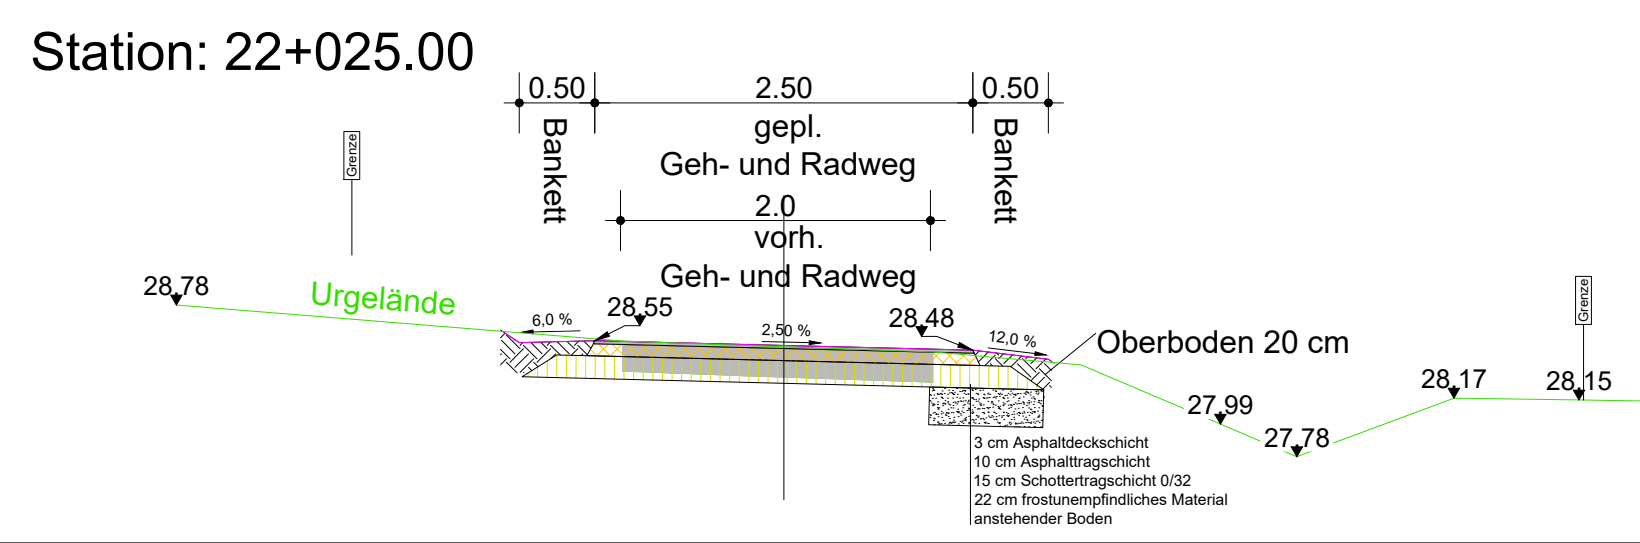 Station: 22+025.00
0.50
2.50
0.50
Bankett
gepl.
Geh- und Radweg
Bankett
Grenze
2.0
vorh.
Geh- und Radweg
28,78
Urgelände
6,0 %
28,55
2,50 %
28,48
12,0 %
Oberboden 20 cm
Grenze
28,17
28,15
27,99
27,78
3 cm Asphaltdeckschicht
10 cm Asphalttragschicht
15 cm Schottertragschicht 0/32
22 cm frostunempfindliches Material
anstehender Boden